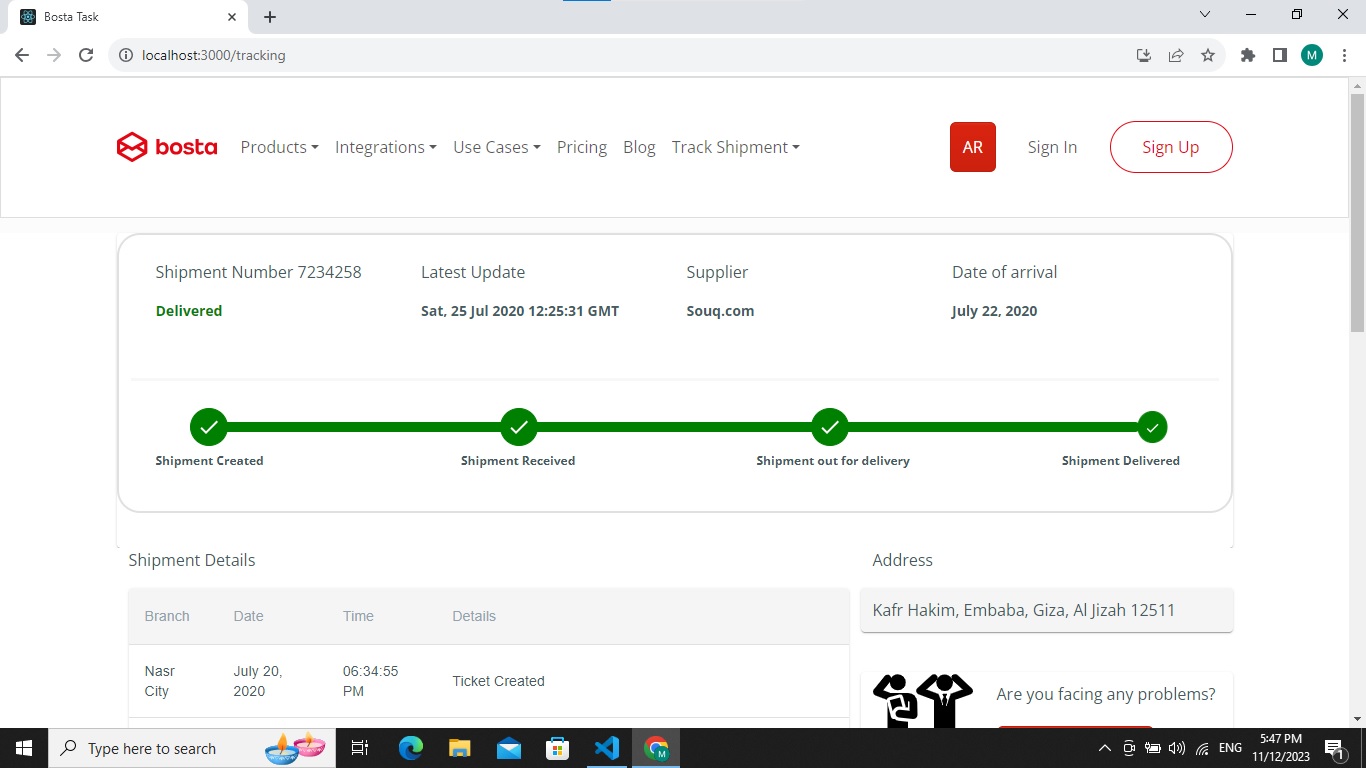 Bosta Task
localhost:3000/tracking
M
bosta Products Integrations Use Cases Pricing Blog Track Shipment AR Sign In Sign Up
Shipment Number 7234258 Latest Update Supplier Date of arrival
Delivered Sat, 25 Jul 2020 12:25:31 GMT Souq.com July 22, 2020
Shipment Created Shipment Received Shipment out for delivery Shipment Delivered
Shipment Details
Branch Date Time Details
Nasr City July 20, 2020 06:34:55 PM Ticket Created
Address
Kafr Hakim, Embaba, Giza, Al Jizah 12511
Are you facing any problems?
Type here to search
M
ENG
5:47 PM
11/12/2023
1